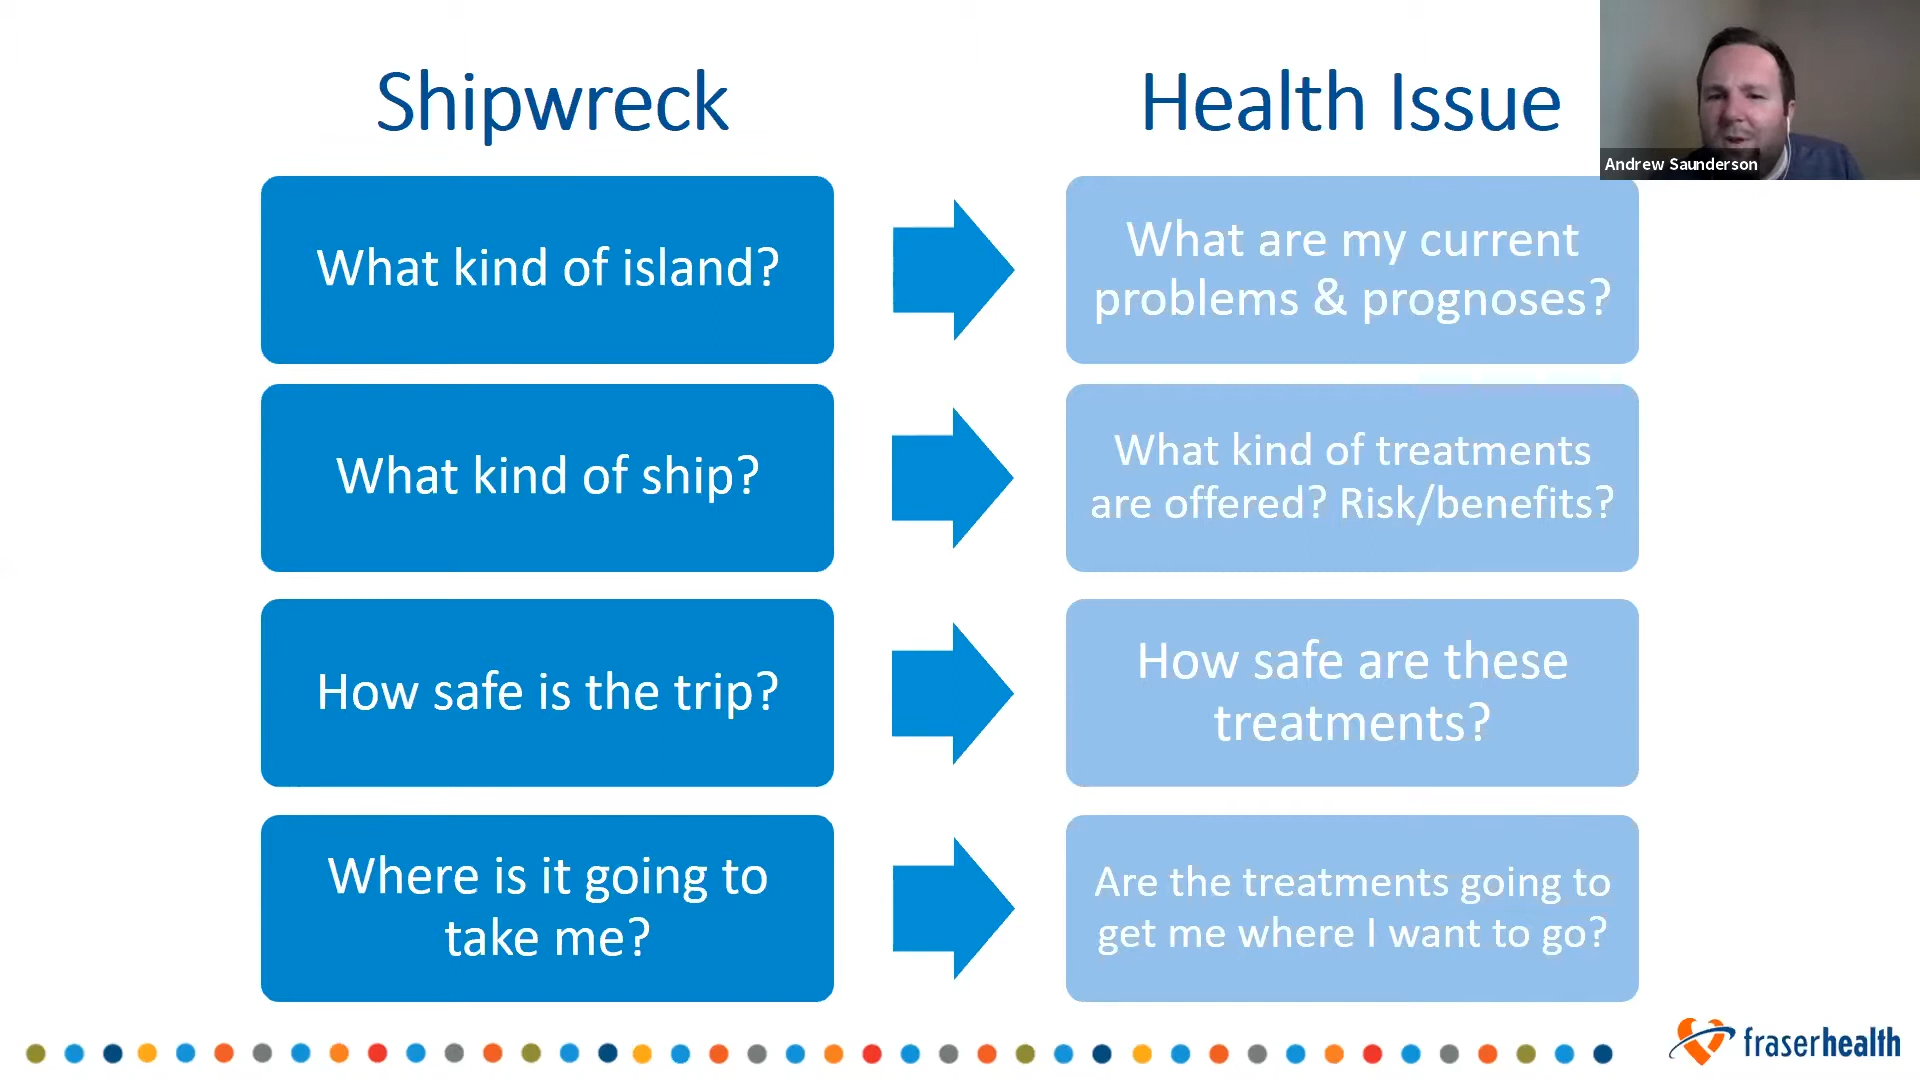 Shipwreck
Health Issue
Andrew Saunderson
What kind of island?
What are my current
problems & prognoses?
What kind of ship?
What kind of treatments
are offered? Risk/benefits?
How safe is the trip?
How safe are these
treatments?
Where is it going to
take me?
Are the treatments going to
get me where I want to go?
fraserhealth